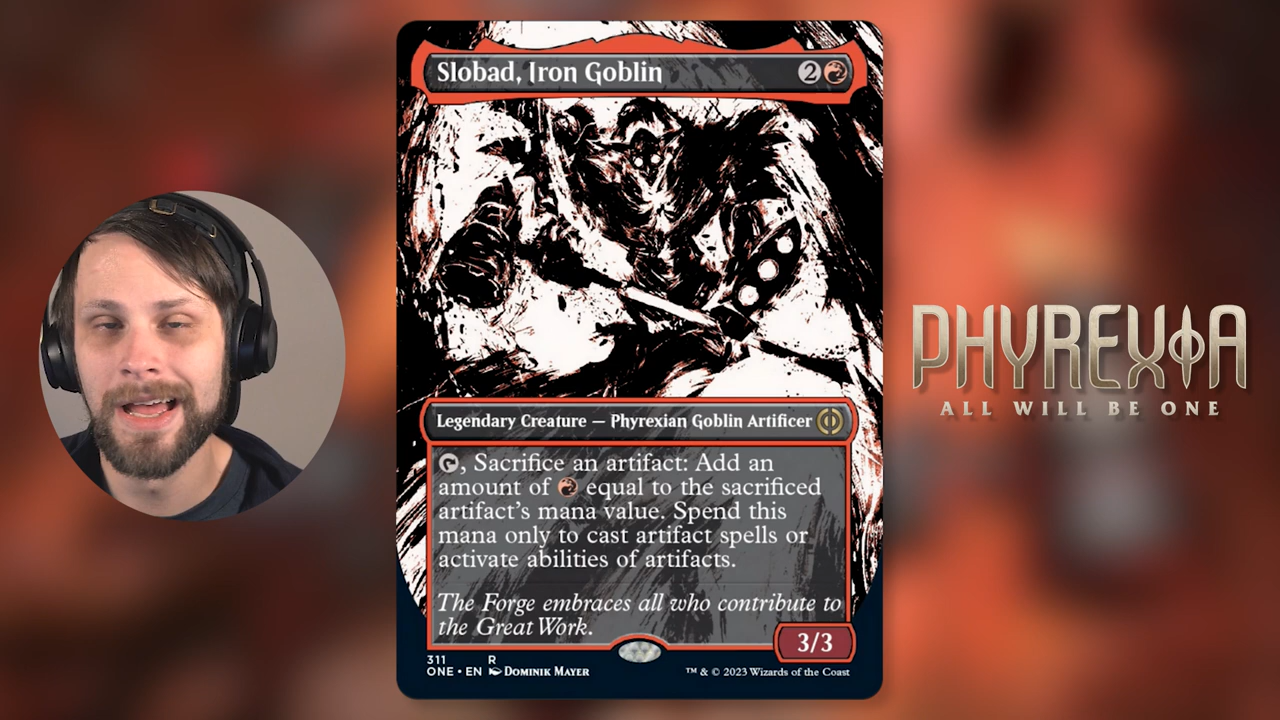 Slobad, Iron Goblin
2
Legendary Creature — Phyrexian Goblin Artificer
, Sacrifice an artifact: Add an
amount of equal to the sacrificed
artifact's mana value. Spend this
mana only to cast artifact spells or
activate abilities of artifacts.
The Forge embraces all who contribute to
the Great Work.
3/3
311 R
ONE • EN DOMINIK MAYER
™ & © 2023 Wizards of the Coast
PHYREXIA
ALL WILL BE ONE